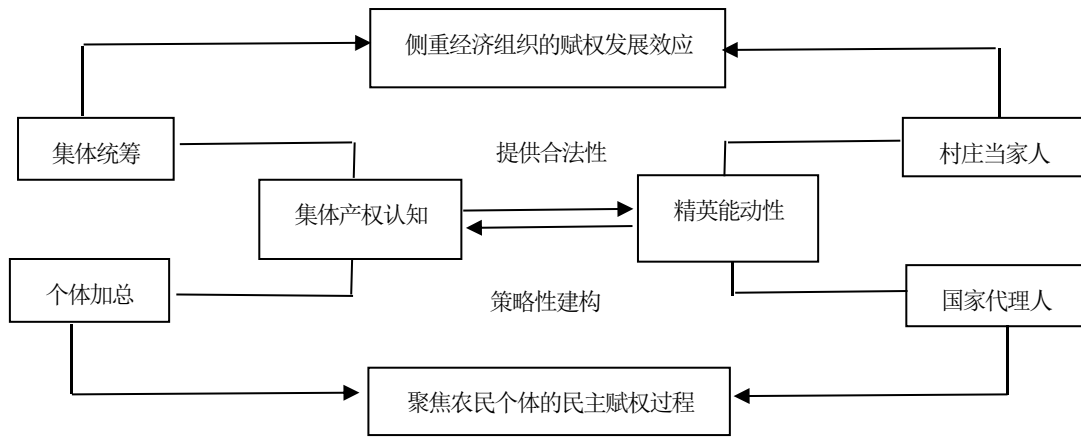 侧重经济组织的赋权发展效应
集体统筹
提供合法性
村庄当家人
集体产权认知
精英能动性
个体加总
策略性建构
国家代理人
聚焦农民个体的民主赋权过程